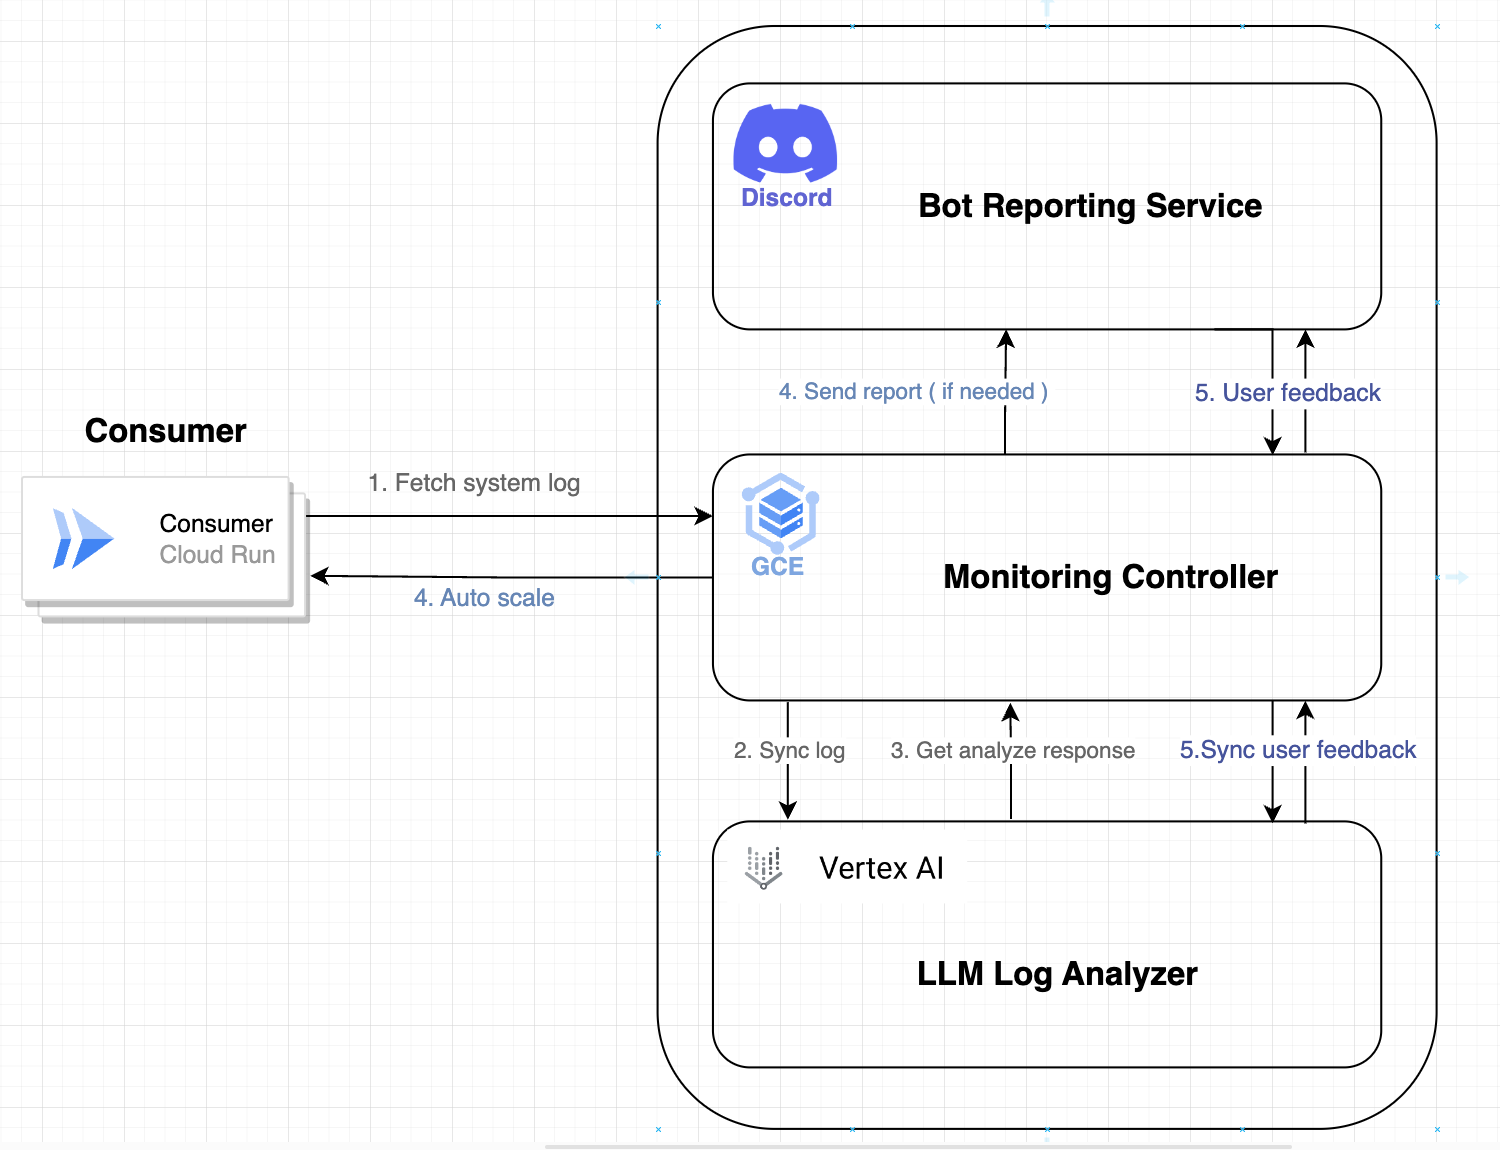 Discord
Bot Reporting Service
4. Send report ( if needed )
5. User feedback
Consumer
1. Fetch system log
Consumer
Cloud Run
GCE
4. Auto scale
Monitoring Controller
2. Sync log
3. Get analyze response
5.Sync user feedback
Vertex AI
LLM Log Analyzer